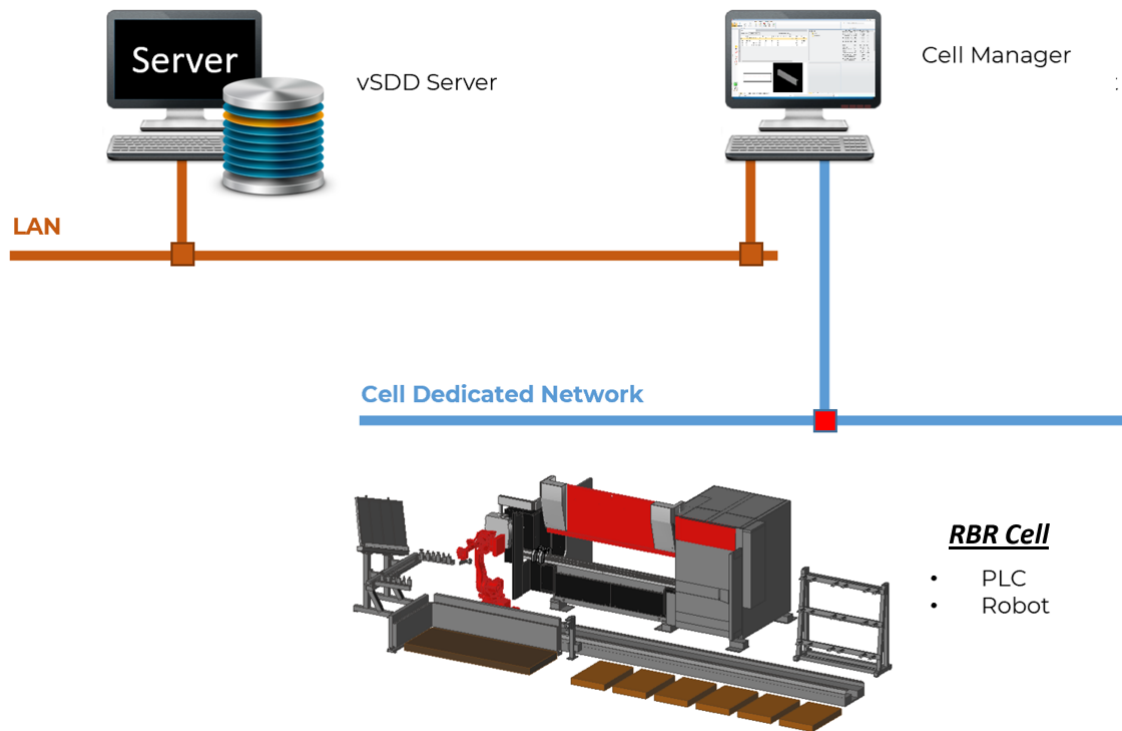 Server
vSDD Server
Cell Manager
:
LAN
Cell Dedicated Network
RBR Cell
• PLC
• Robot